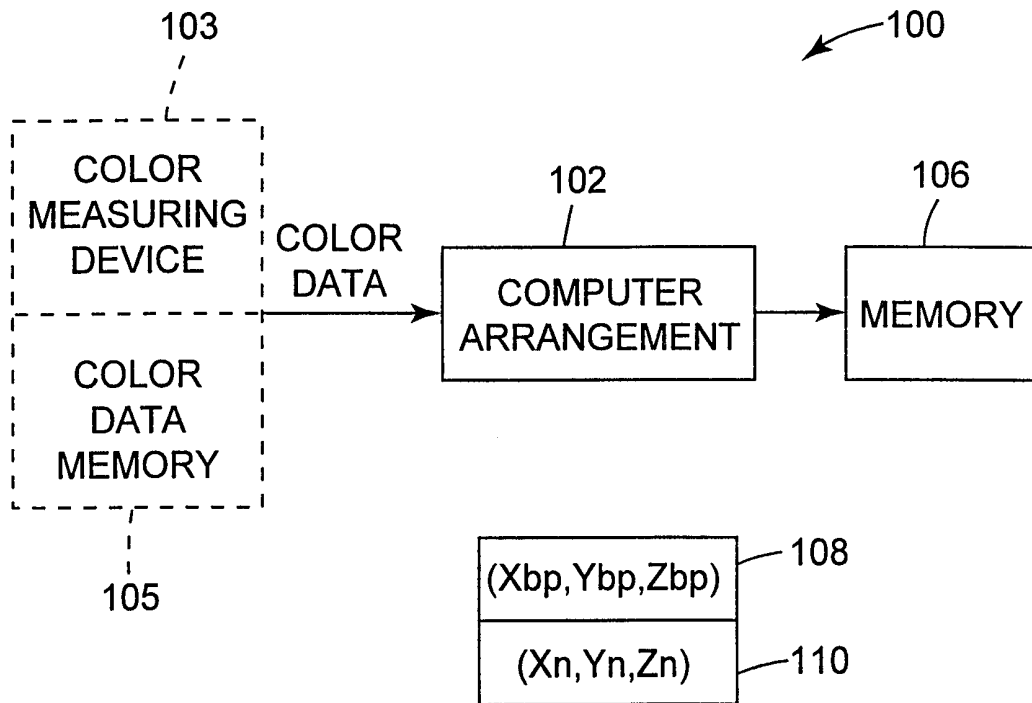 103
100
COLOR
MEASURING
DEVICE
COLOR
DATA
MEMORY
105
COLOR
DATA
102
COMPUTER
ARRANGEMENT
106
MEMORY
(Xbp,Ybp,Zbp)
108
(Xn,Yn,Zn)
110